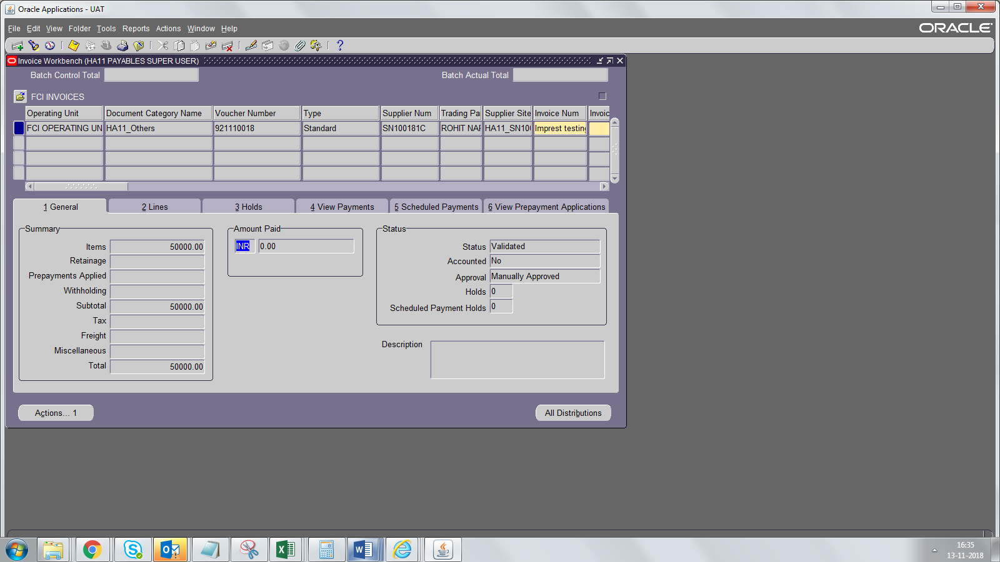 Oracle Applications - UAT
File Edit View Folder Tools Reports Actions Window Help
ORACLE
Invoice Workbench (HA11 PAYABLES SUPER USER)
Batch Control Total
Batch Actual Total
FCI INVOICES
Operating Unit Document Category Name Voucher Number Type Supplier Num Trading Pa Supplier Site Invoice Num Invoic
FCI OPERATING UN HA11_Others 921110018 Standard SN100181C ROHIT NAR HA11_SN10 Imprest testing
1 General 2 Lines 3 Holds 4 View Payments 5 Scheduled Payments 6 View Prepayment Applications
Summary
Items 50000.00
Retainage
Prepayments Applied
Withholding
Subtotal 50000.00
Tax
Freight
Miscellaneous
Total 50000.00
Amount Paid
INR 0.00
Status
Status Validated
Accounted No
Approval Manually Approved
Holds 0
Scheduled Payment Holds 0
Description
Actions... 1
All Distributions
16:35
13-11-2018